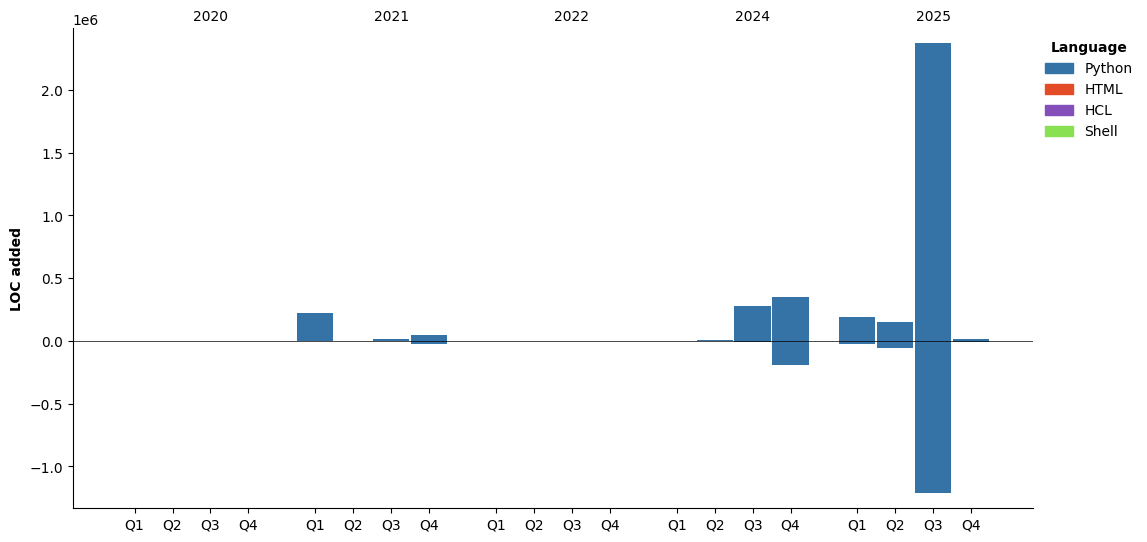 1e6
2020 2021 2022 2024 2025
Language
Python
HTML
HCL
Shell
LOC added
2.0
1.5
1.0
0.5
0.0
−0.5
−1.0
Q1 Q2 Q3 Q4 Q1 Q2 Q3 Q4 Q1 Q2 Q3 Q4 Q1 Q2 Q3 Q4 Q1 Q2 Q3 Q4